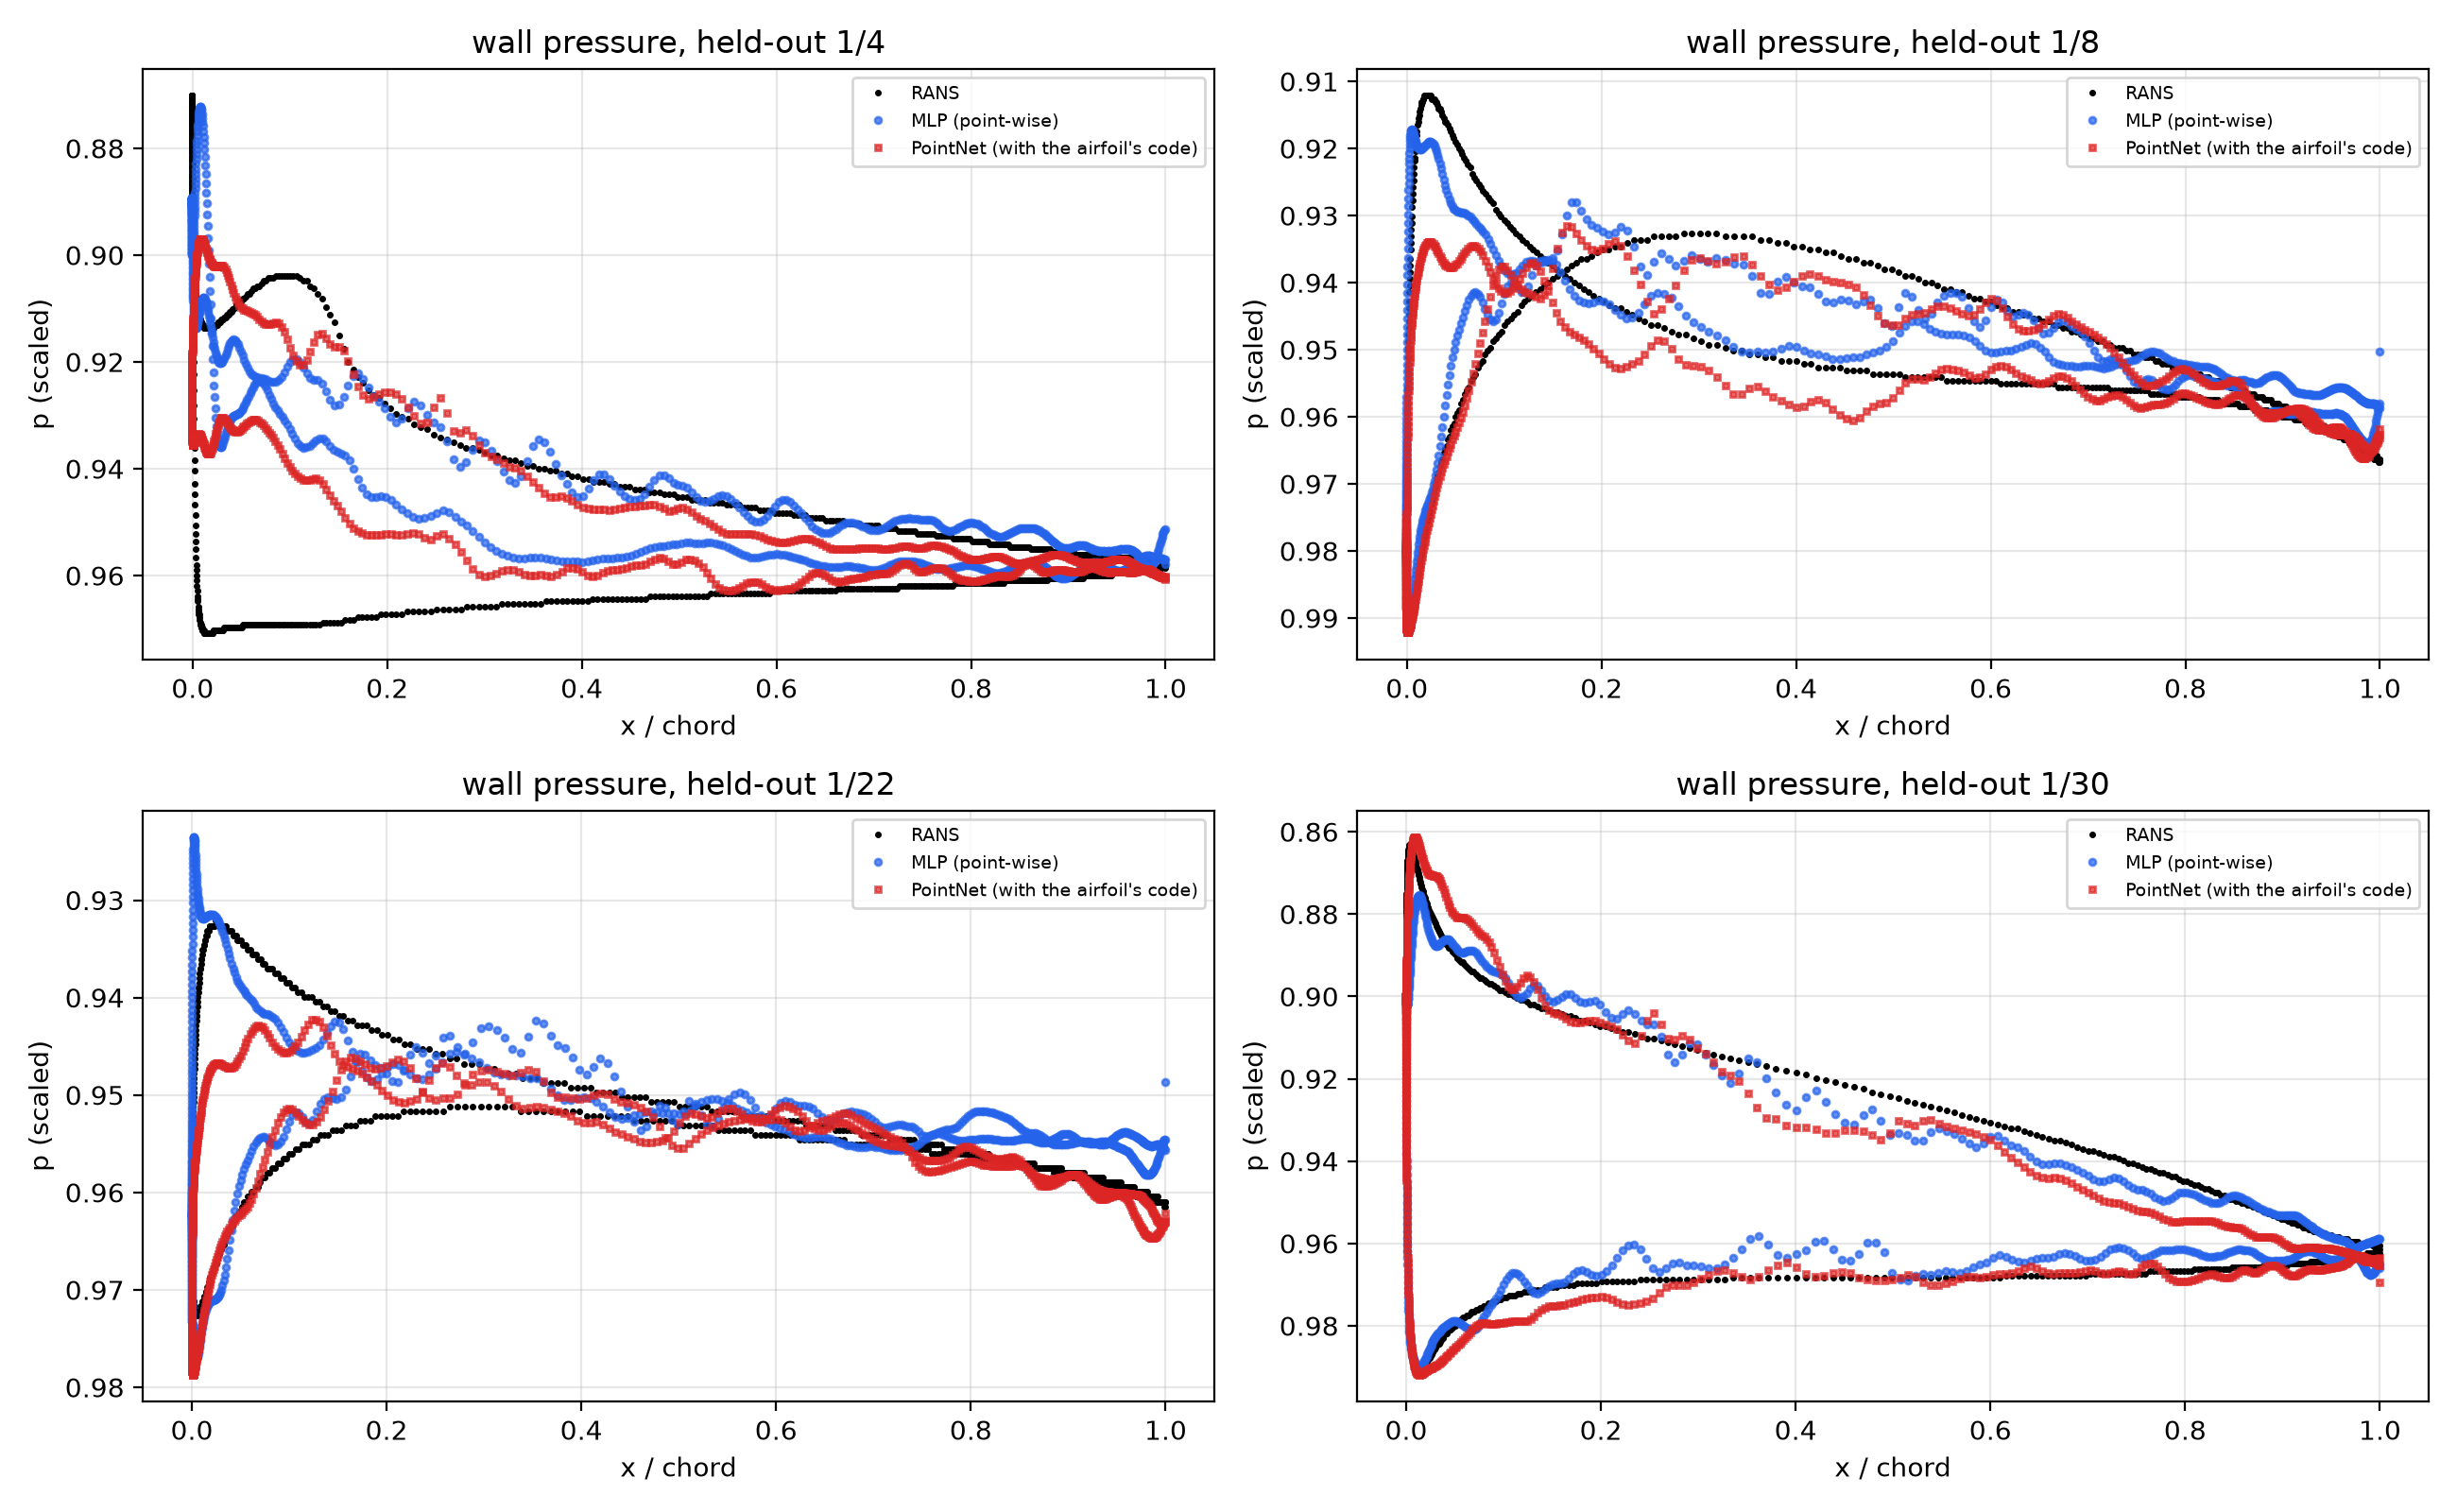 wall pressure, held-out 1/4
RANS
MLP (point-wise)
PointNet (with the airfoil's code)
p (scaled)
0.88
0.90
0.92
0.94
0.96
0.0 0.2 0.4 0.6 0.8 1.0
x / chord
wall pressure, held-out 1/8
RANS
MLP (point-wise)
PointNet (with the airfoil's code)
p (scaled)
0.91
0.92
0.93
0.94
0.95
0.96
0.97
0.98
0.99
0.0 0.2 0.4 0.6 0.8 1.0
x / chord
wall pressure, held-out 1/22
RANS
MLP (point-wise)
PointNet (with the airfoil's code)
p (scaled)
0.93
0.94
0.95
0.96
0.97
0.98
0.0 0.2 0.4 0.6 0.8 1.0
x / chord
wall pressure, held-out 1/30
RANS
MLP (point-wise)
PointNet (with the airfoil's code)
p (scaled)
0.86
0.88
0.90
0.92
0.94
0.96
0.98
0.0 0.2 0.4 0.6 0.8 1.0
x / chord